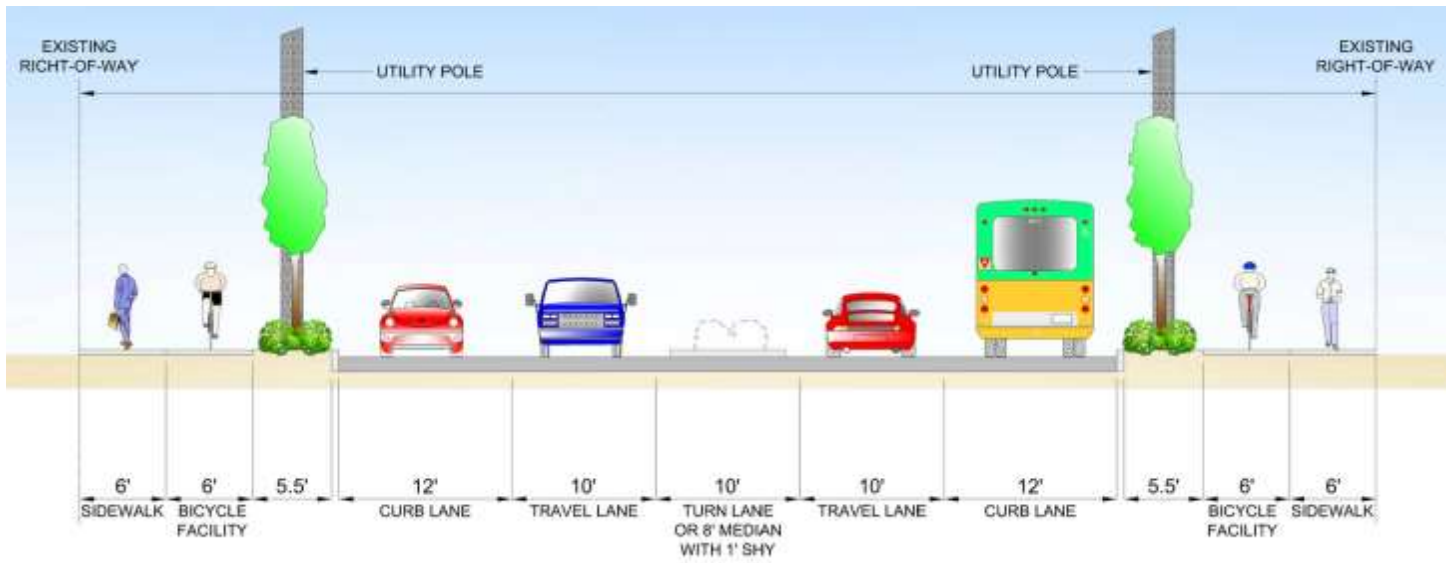 EXISTING
RICHT-OF-WAY
UTILITY POLE
UTILITY POLE
EXISTING
RIGHT-OF-WAY
6'
6'
5.5'
12'
10'
10'
10'
12'
5.5'
6'
6'
SIDEWALK
BICYCLE
FACILITY
CURB LANE
TRAVEL LANE
TURN LANE
OR 8' MEDIAN
WITH 1' SHY
TRAVEL LANE
CURB LANE
BICYCLE
FACILITY
SIDEWALK